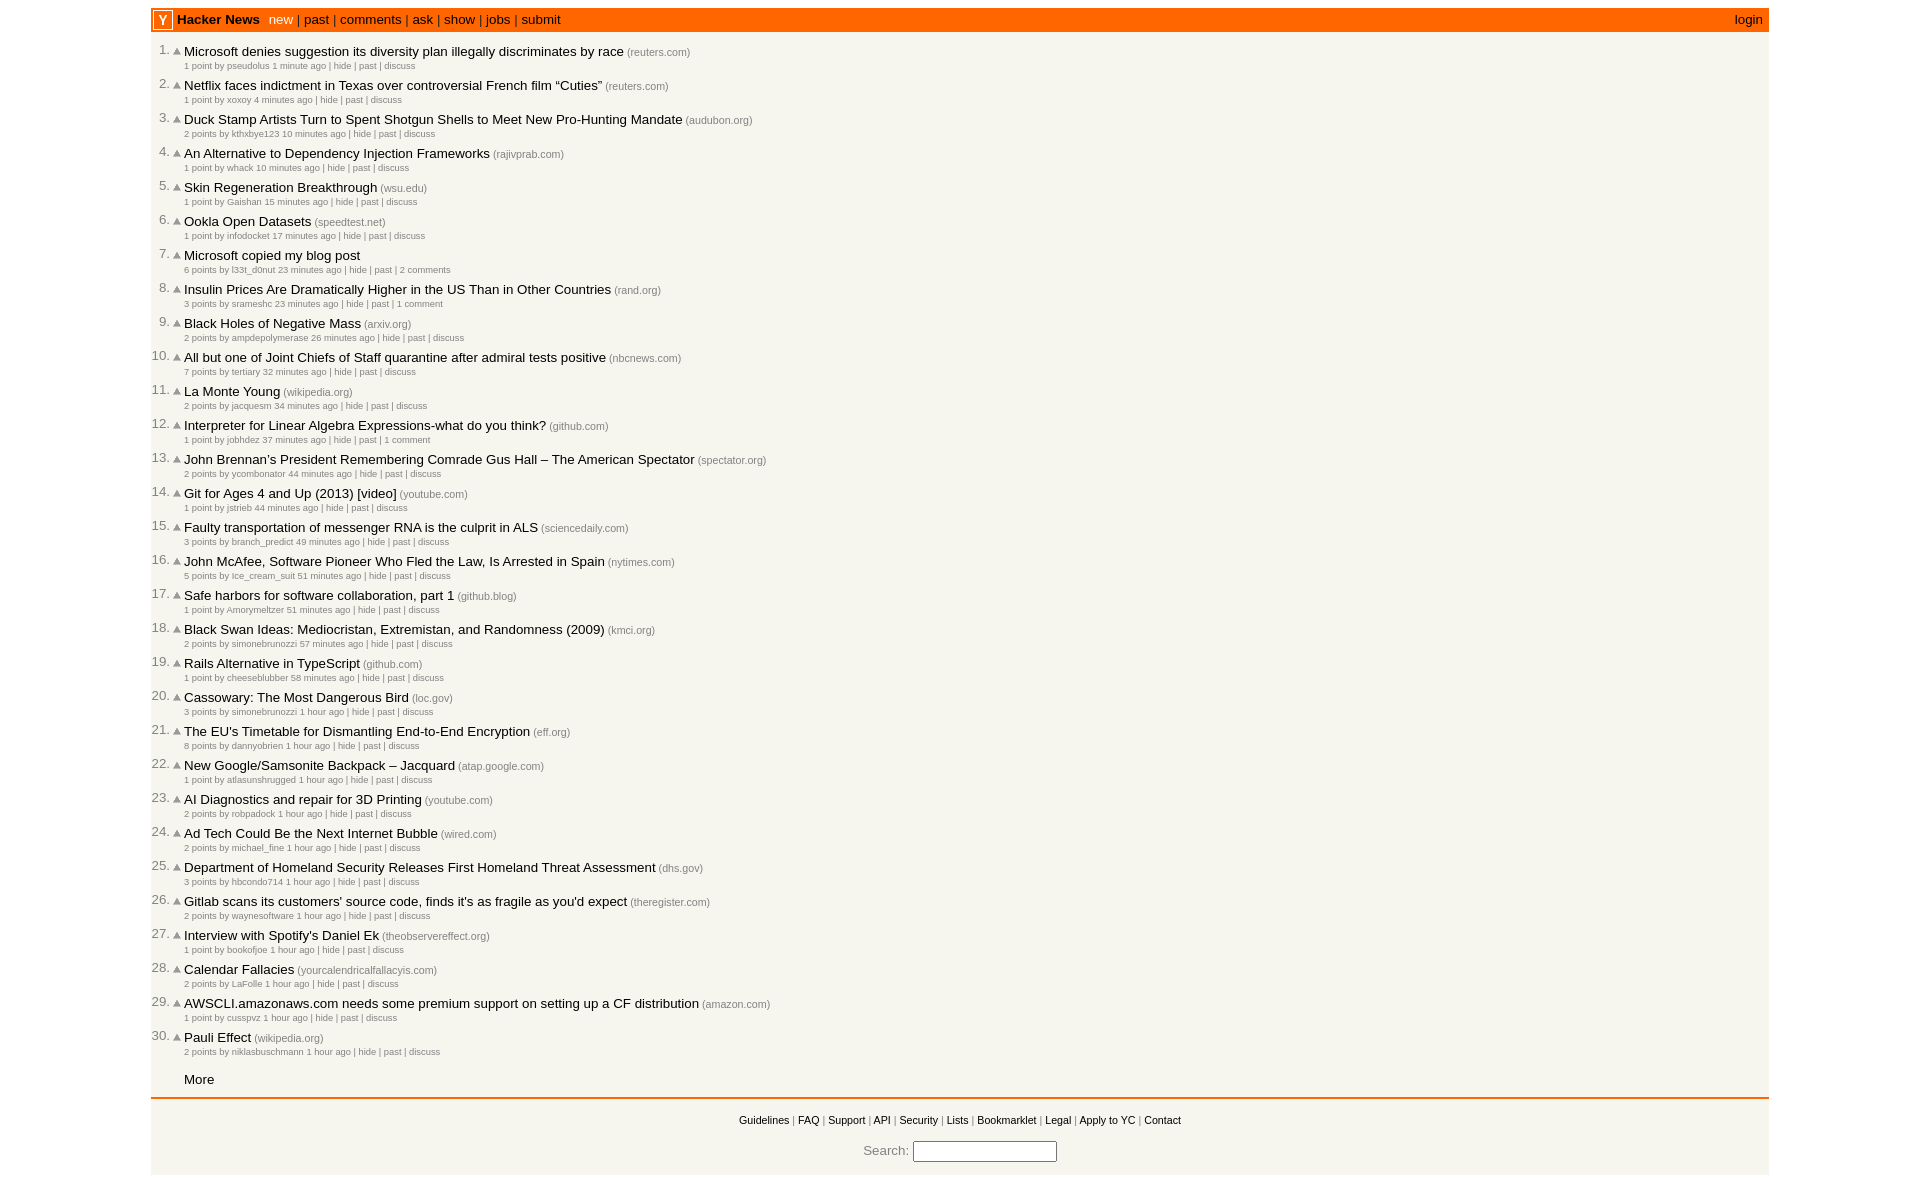 Y Hacker News new | past | comments | ask | show | jobs | submit login
1. Microsoft denies suggestion its diversity plan illegally discriminates by race (reuters.com)
1 point by pseudolus 1 minute ago | hide | past | discuss
2. Netflix faces indictment in Texas over controversial French film “Cuties” (reuters.com)
1 point by xoxoy 4 minutes ago | hide | past | discuss
3. Duck Stamp Artists Turn to Spent Shotgun Shells to Meet New Pro-Hunting Mandate (audubon.org)
2 points by kthxbye123 10 minutes ago | hide | past | discuss
4. An Alternative to Dependency Injection Frameworks (rajivprab.com)
1 point by whack 10 minutes ago | hide | past | discuss
5. Skin Regeneration Breakthrough (wsu.edu)
1 point by Gaishan 15 minutes ago | hide | past | discuss
6. Ookla Open Datasets (speedtest.net)
1 point by infodocket 17 minutes ago | hide | past | discuss
7. Microsoft copied my blog post
6 points by l33t_d0nut 23 minutes ago | hide | past | 2 comments
8. Insulin Prices Are Dramatically Higher in the US Than in Other Countries (rand.org)
3 points by srameshc 23 minutes ago | hide | past | 1 comment
9. Black Holes of Negative Mass (arxiv.org)
2 points by ampdepolymerase 26 minutes ago | hide | past | discuss
10. All but one of Joint Chiefs of Staff quarantine after admiral tests positive (nbcnews.com)
7 points by tertiary 32 minutes ago | hide | past | discuss
11. La Monte Young (wikipedia.org)
2 points by jacquesm 34 minutes ago | hide | past | discuss
12. Interpreter for Linear Algebra Expressions-what do you think? (github.com)
1 point by jobhdez 37 minutes ago | hide | past | 1 comment
13. John Brennan’s President Remembering Comrade Gus Hall – The American Spectator (spectator.org)
2 points by ycombonator 44 minutes ago | hide | past | discuss
14. Git for Ages 4 and Up (2013) [video] (youtube.com)
1 point by jstrieb 44 minutes ago | hide | past | discuss
15. Faulty transportation of messenger RNA is the culprit in ALS (sciencedaily.com)
3 points by branch_predict 49 minutes ago | hide | past | discuss
16. John McAfee, Software Pioneer Who Fled the Law, Is Arrested in Spain (nytimes.com)
5 points by Ice_cream_suit 51 minutes ago | hide | past | discuss
17. Safe harbors for software collaboration, part 1 (github.blog)
1 point by Amorymeltzer 51 minutes ago | hide | past | discuss
18. Black Swan Ideas: Mediocristan, Extremistan, and Randomness (2009) (kmci.org)
2 points by simonebrunozzi 57 minutes ago | hide | past | discuss
19. Rails Alternative in TypeScript (github.com)
1 point by cheeseblubber 58 minutes ago | hide | past | discuss
20. Cassowary: The Most Dangerous Bird (loc.gov)
3 points by simonebrunozzi 1 hour ago | hide | past | discuss
21. The EU's Timetable for Dismantling End-to-End Encryption (eff.org)
8 points by dannyobrien 1 hour ago | hide | past | discuss
22. New Google/Samsonite Backpack – Jacquard (atap.google.com)
1 point by atlasunshrugged 1 hour ago | hide | past | discuss
23. AI Diagnostics and repair for 3D Printing (youtube.com)
2 points by robpadock 1 hour ago | hide | past | discuss
24. Ad Tech Could Be the Next Internet Bubble (wired.com)
2 points by michael_fine 1 hour ago | hide | past | discuss
25. Department of Homeland Security Releases First Homeland Threat Assessment (dhs.gov)
3 points by hbcondo714 1 hour ago | hide | past | discuss
26. Gitlab scans its customers' source code, finds it's as fragile as you'd expect (theregister.com)
2 points by waynesoftware 1 hour ago | hide | past | discuss
27. Interview with Spotify's Daniel Ek (theobservereffect.org)
1 point by bookofjoe 1 hour ago | hide | past | discuss
28. Calendar Fallacies (yourcalendricalfallacyis.com)
2 points by LaFolle 1 hour ago | hide | past | discuss
29. AWSCLI.amazonaws.com needs some premium support on setting up a CF distribution (amazon.com)
1 point by cusspvz 1 hour ago | hide | past | discuss
30. Pauli Effect (wikipedia.org)
2 points by niklasbuschmann 1 hour ago | hide | past | discuss
More
Guidelines | FAQ | Support | API | Security | Lists | Bookmarklet | Legal | Apply to YC | Contact
Search: